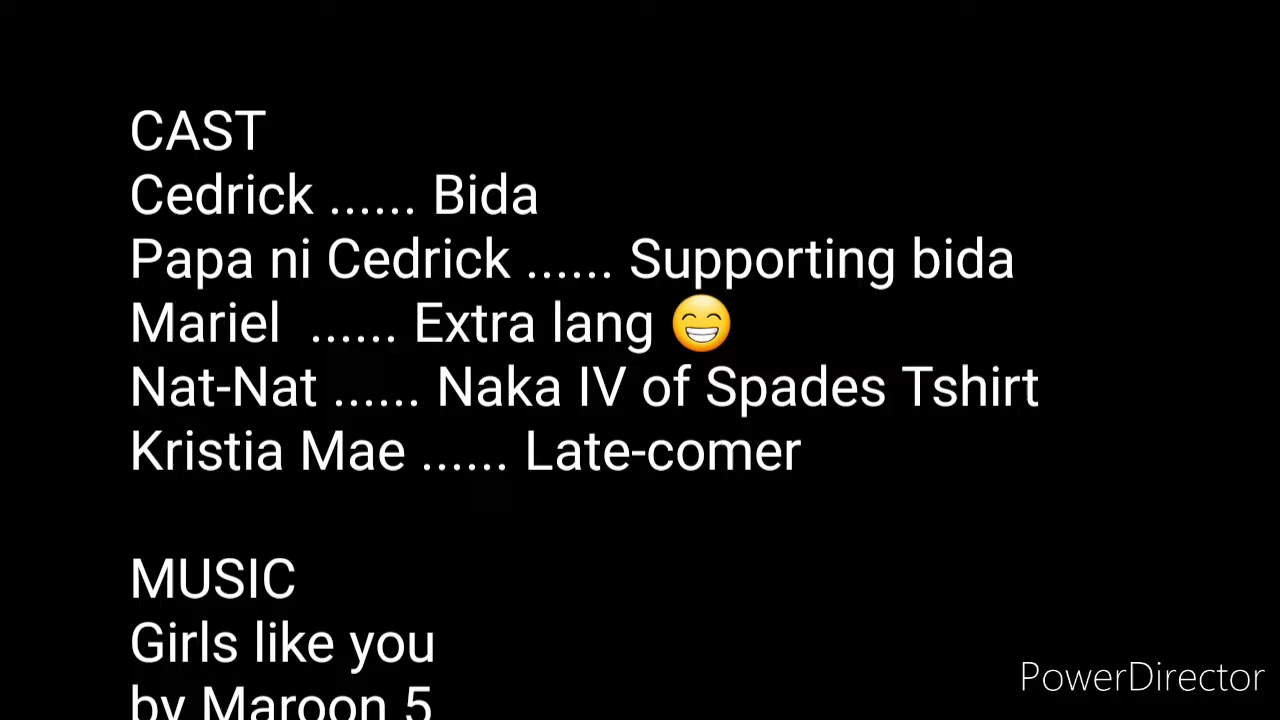 CAST
Cedrick ...... Bida
Papa ni Cedrick ...... Supporting bida
Mariel  ...... Extra lang 😁
Nat-Nat ...... Naka IV of Spades Tshirt
Kristia Mae ...... Late-comer
MUSIC
Girls like you
by Maroon 5
PowerDirector